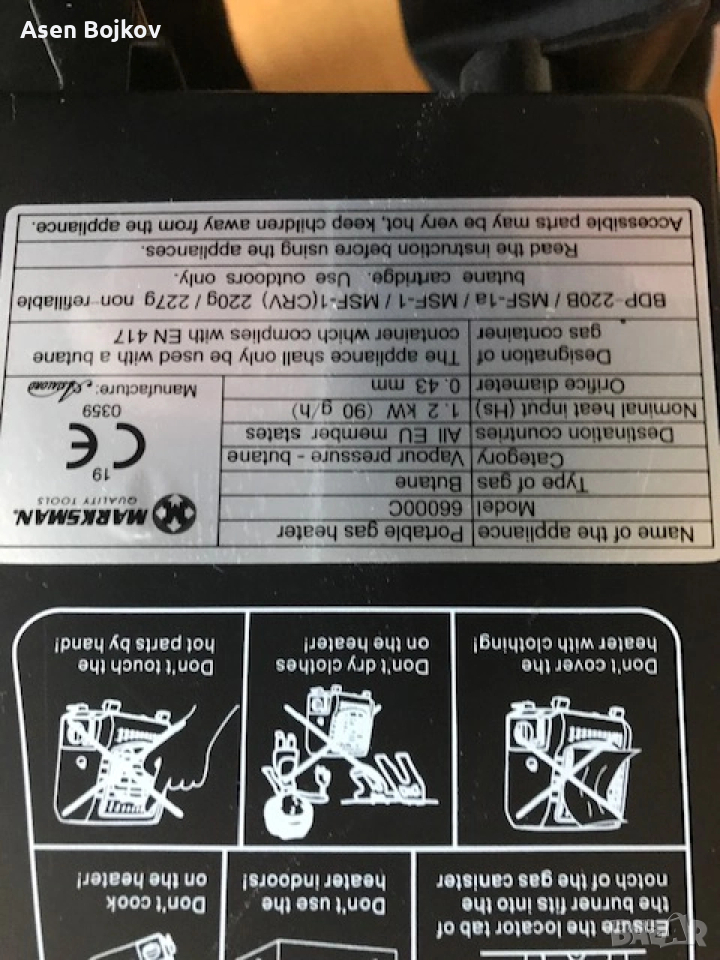 Asen Bojkov
Ensure the locator tab of
the burner fits into the
notch of the gas canister
Don't use the
heater indoors!
Don't cook
on the heater!
Don't cover the
heater with clothing!
Don't dry clothes
on the heater!
Don't touch the
hot parts by hand!
Name of the appliance Portable gas heater
Model 66000C
Type of gas Butane
Category Vapour pressure - butane
Destination countries All EU member states
Nominal heat input (Hs) 1.2 kW (90 g/h)
Orifice diameter 0.43 mm
MARKSMAN.
QUALITY TOOLS
19
CE
0359
Manufacture:
Designation of gas container The appliance shall only be used with a butane
container which complies with EN 417
BDP-220B / MSF-1a / MSF-1 / MSF-1(CRV) 220g / 227g non-refillable
butane cartridge. Use outdoors only.
Read the instruction before using the appliances.
Accessible parts may be very hot, keep children away from the appliance.
BAZAR